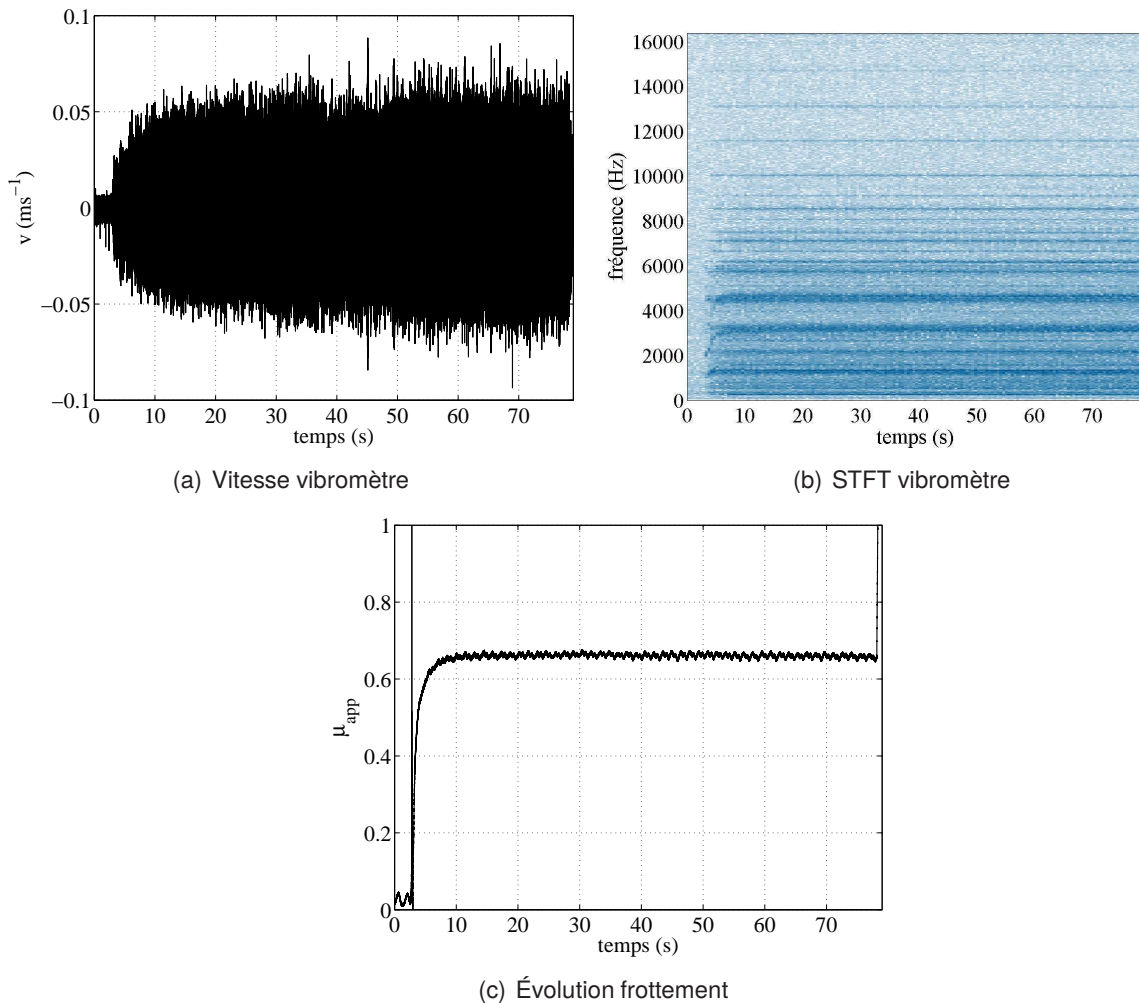 0.1
0.05
0
−0.05
−0.1
v (ms⁻¹)
0 10 20 30 40 50 60 70
temps (s)
(a) Vitesse vibromètre
16000
14000
12000
10000
8000
6000
4000
2000
0
fréquence (Hz)
0 10 20 30 40 50 60 70
temps (s)
(b) STFT vibromètre
1
0.8
0.6
0.4
0.2
0
μapp
0 10 20 30 40 50 60 70
temps (s)
(c) Évolution frottement